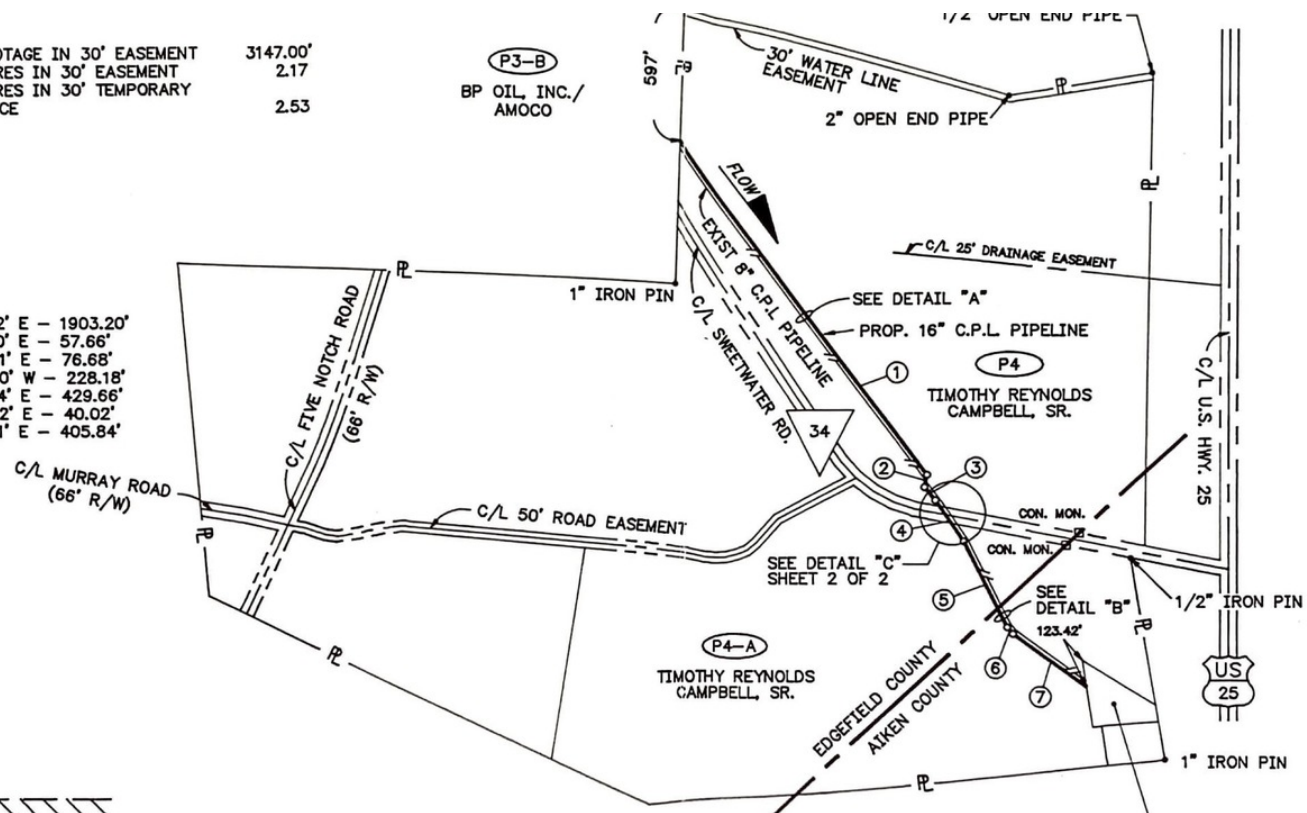 OTAGE IN 30' EASEMENT 3147.00'
RES IN 30' EASEMENT 2.17
RES IN 30' TEMPORARY
CE 2.53
P3-B
BP OIL, INC./
AMOCO
597'
PL
30' WATER LINE
EASEMENT
1/2" OPEN END PIPE
PL
2" OPEN END PIPE
PL
FLOW
EXIST 8" C.P.L PIPELINE
C/L 25' DRAINAGE EASEMENT
PL
1" IRON PIN
C/L SWEETWATER RD.
SEE DETAIL "A"
PROP. 16" C.P.L. PIPELINE
1
P4
TIMOTHY REYNOLDS
CAMPBELL, SR.
C/L U.S. HWY. 25
2' E - 1903.20'
0' E - 57.66'
1' E - 76.68'
0' W - 228.18'
4' E - 429.66'
2' E - 40.02'
1' E - 405.84'
C/L FIVE NOTCH ROAD
(66' R/W)
34
2
3
C/L MURRAY ROAD
(66' R/W)
C/L 50' ROAD EASEMENT
4
CON. MON.
CON. MON.
PL
SEE DETAIL "C"
SHEET 2 OF 2
5
SEE
DETAIL "B"
123.42'
1/2" IRON PIN
PL
6
7
P4-A
TIMOTHY REYNOLDS
CAMPBELL, SR.
PL
EDGEFIELD COUNTY
AIKEN COUNTY
US
25
1" IRON PIN
PL